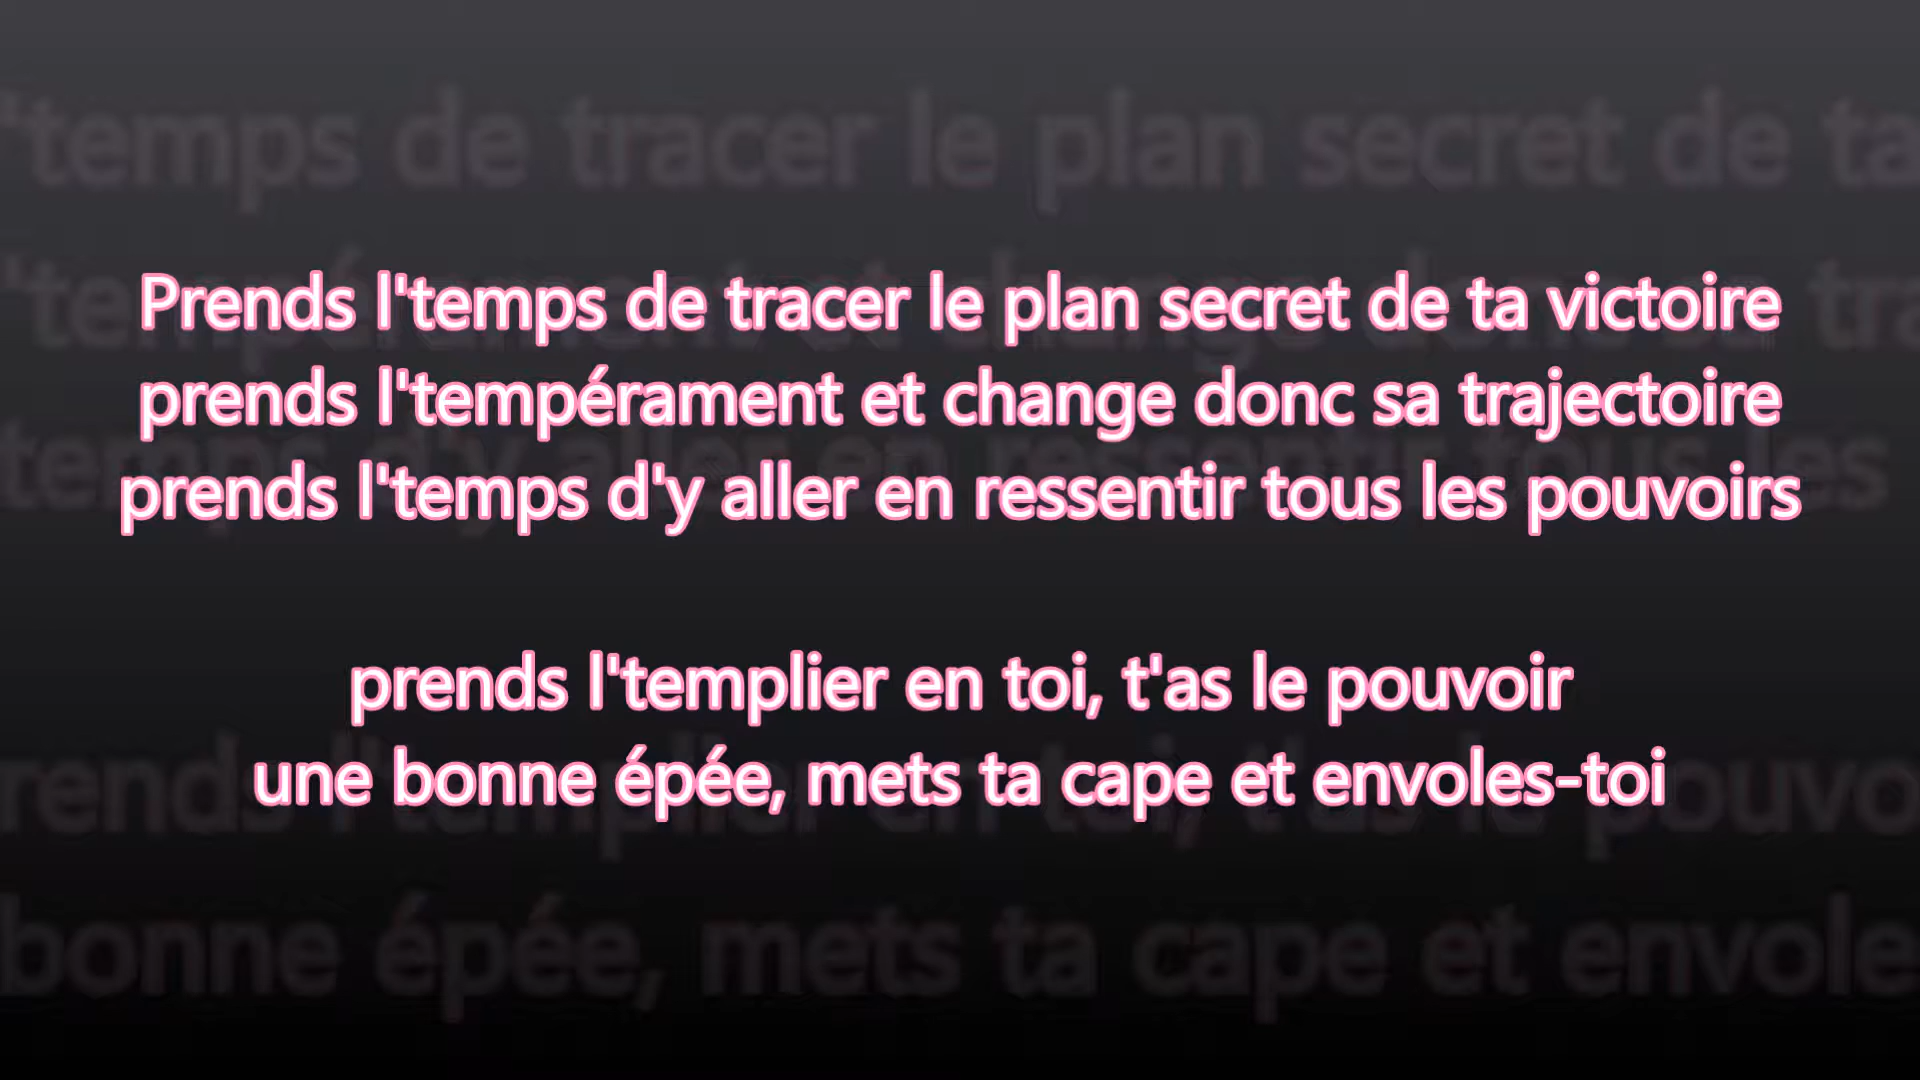 Prends l'temps de tracer le plan secret de ta victoire
prends l'tempérament et change donc sa trajectoire
prends l'temps d'y aller en ressentir tous les pouvoirs
prends l'templier en toi, t'as le pouvoir
une bonne épée, mets ta cape et envoles-toi